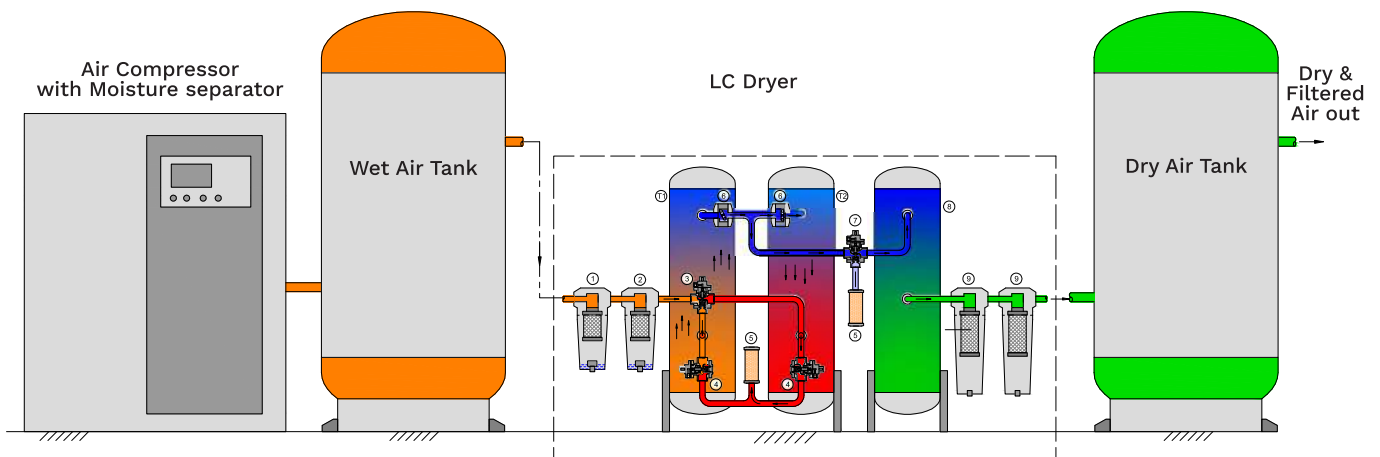 Air Compressor
with Moisture separator
Wet Air Tank
LC Dryer
Dry Air Tank
Dry &
Filtered
Air out
T1
6
6
T2
8
7
1
2
3
9
9
5
5
4
4